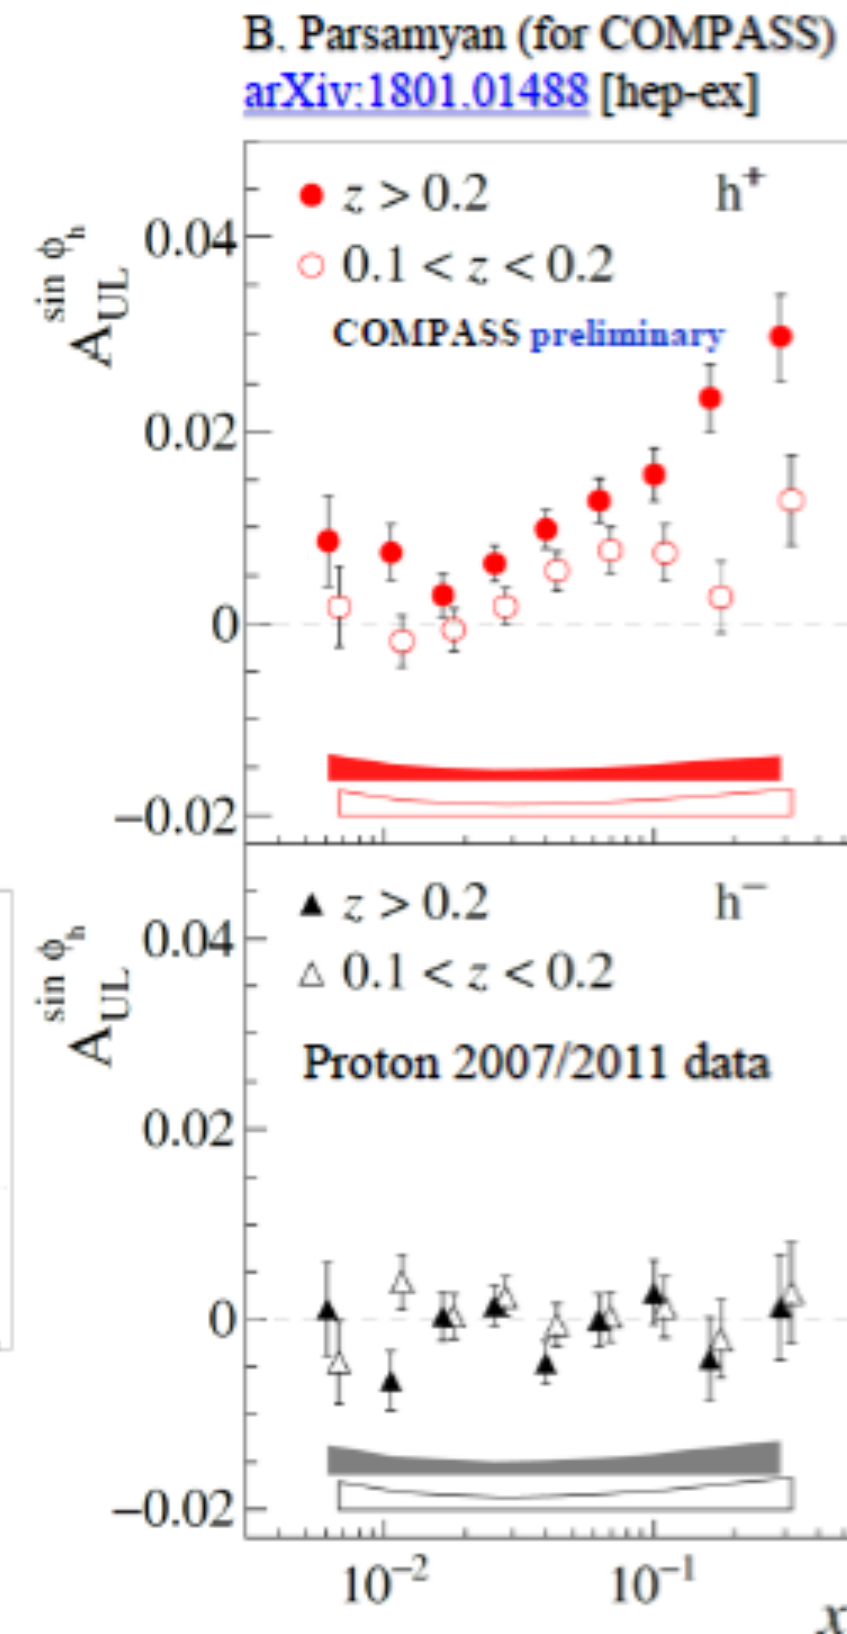 B. Parsamyan (for COMPASS)
arXiv:1801.01488 [hep-ex]
z > 0.2 h⁺
0.1 < z < 0.2
COMPASS preliminary
A_UL^{sin ϕ_h}
0.04
0.02
0
−0.02
z > 0.2 h⁻
0.1 < z < 0.2
Proton 2007/2011 data
A_UL^{sin ϕ_h}
0.04
0.02
0
−0.02
10⁻² 10⁻¹
x